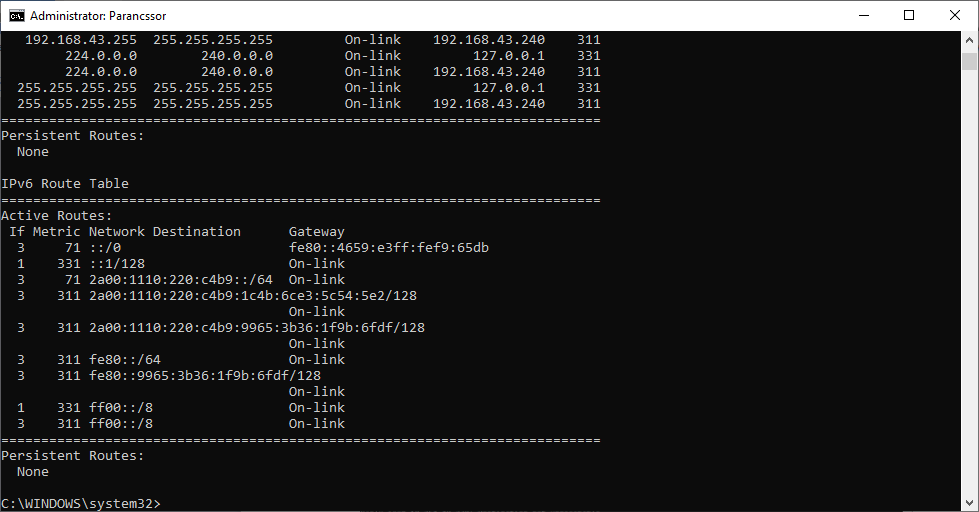 Administrator: Parancssor
192.168.43.255 255.255.255.255 On-link 192.168.43.240 311
224.0.0.0 240.0.0.0 On-link 127.0.0.1 331
224.0.0.0 240.0.0.0 On-link 192.168.43.240 311
255.255.255.255 255.255.255.255 On-link 127.0.0.1 331
255.255.255.255 255.255.255.255 On-link 192.168.43.240 311
===========================================================================
Persistent Routes:
None
IPv6 Route Table
===========================================================================
Active Routes:
If Metric Network Destination Gateway
3 71 ::/0 fe80::4659:e3ff:fef9:65db
1 331 ::1/128 On-link
3 71 2a00:1110:220:c4b9::/64 On-link
3 311 2a00:1110:220:c4b9:1c4b:6ce3:5c54:5e2/128
On-link
3 311 2a00:1110:220:c4b9:9965:3b36:1f9b:6fdf/128
On-link
3 311 fe80::/64 On-link
3 311 fe80::9965:3b36:1f9b:6fdf/128
On-link
1 331 ff00::/8 On-link
3 311 ff00::/8 On-link
===========================================================================
Persistent Routes:
None
C:\WINDOWS\system32>